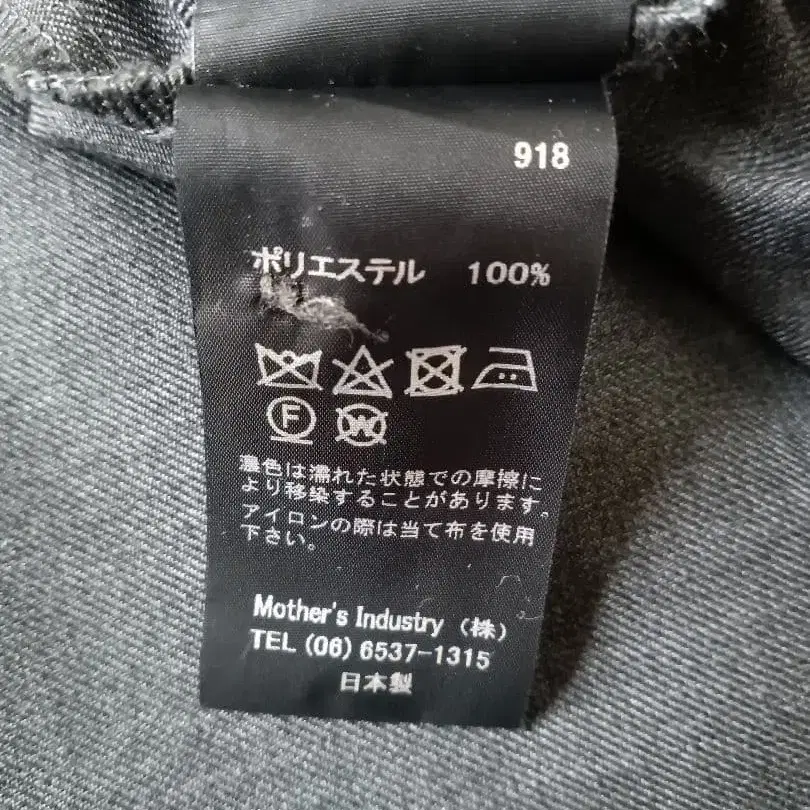 918
ポリエステル 100%
F
W
濃色は濡れた状態での摩擦に
より移染することがあります。
アイロンの際は当て布を使用
下さい。
Mother's Industry (株)
TEL (06) 6537-1315
日本製